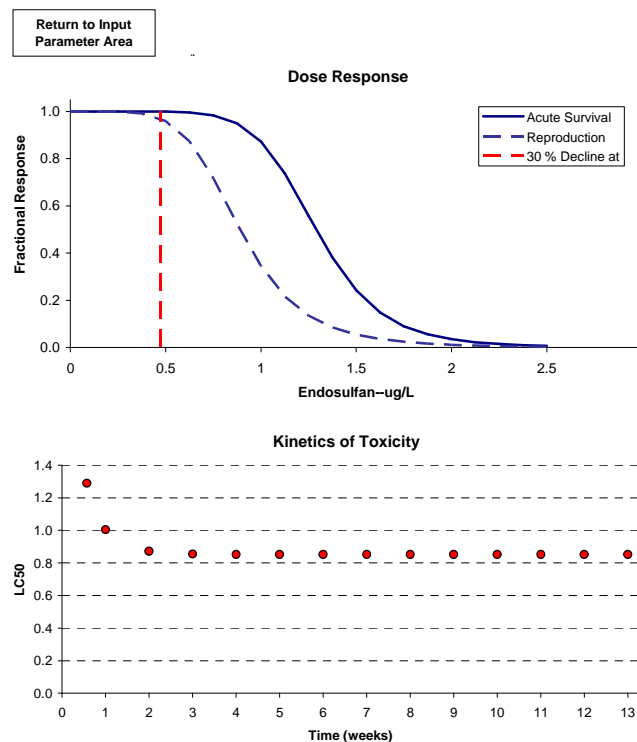 Return to Input
Parameter Area
Dose Response
1.0
0.8
0.6
0.4
0.2
0.0
Fractional Response
0
0.5
1
1.5
2
2.5
Endosulfan--ug/L
Acute Survival
Reproduction
30 % Decline at
Kinetics of Toxicity
1.4
1.2
1.0
0.8
0.6
0.4
0.2
0.0
LC50
0 1 2 3 4 5 6 7 8 9 10 11 12 13
Time (weeks)